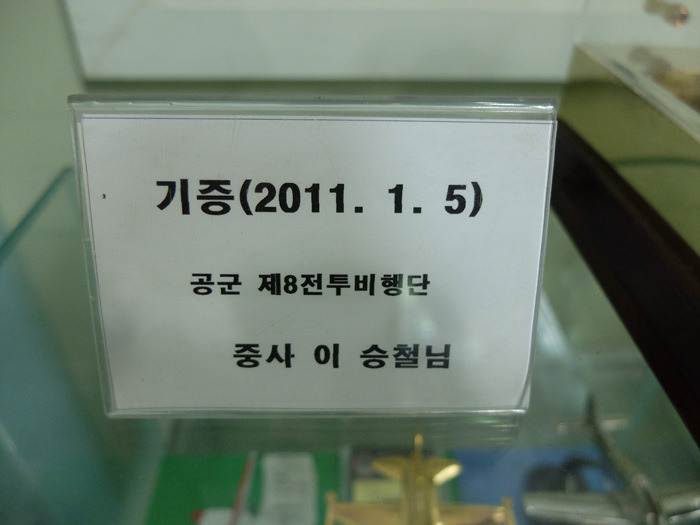 기증(2011. 1. 5)
공군 제8전투비행단
중사 이 승철님